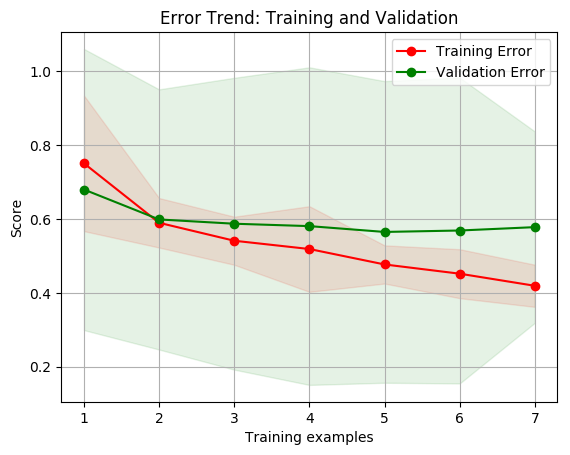 Error Trend: Training and Validation
Training Error
Validation Error
Score
1.0
0.8
0.6
0.4
0.2
1 2 3 4 5 6 7
Training examples